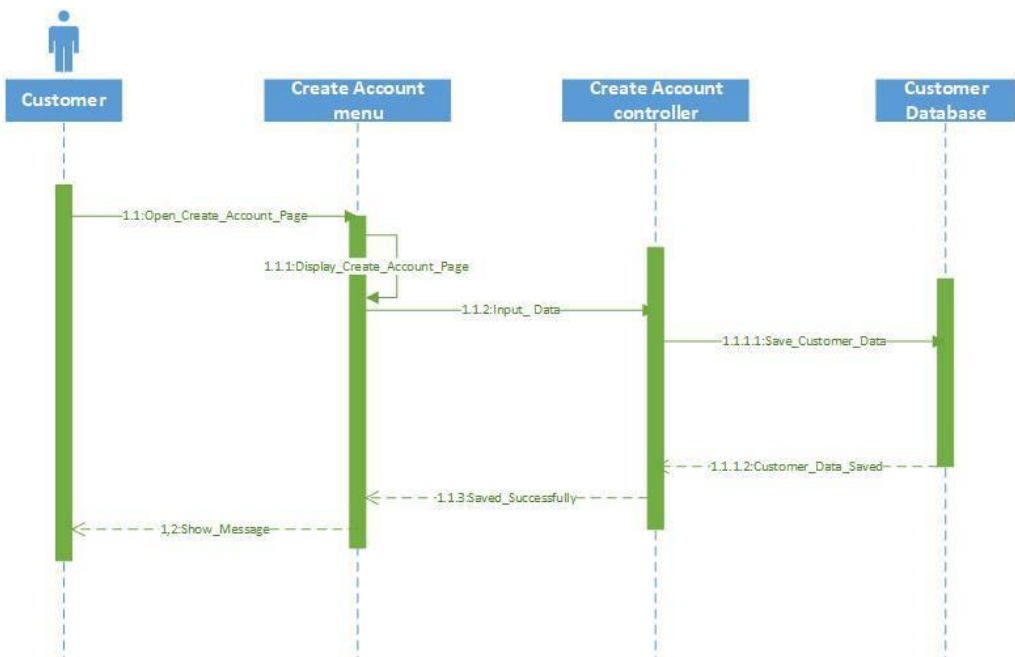 Customer
Create Account
menu
Create Account
controller
Customer
Database
1.1:Open_Create_Account_Page
1.1.1:Display_Create_Account_Page
1.1.2:Input_ Data
1.1.1.1:Save_Customer_Data
1.1.1.2:Customer_Data_Saved
1.1.3:Saved_Successfully
1,2:Show_Message